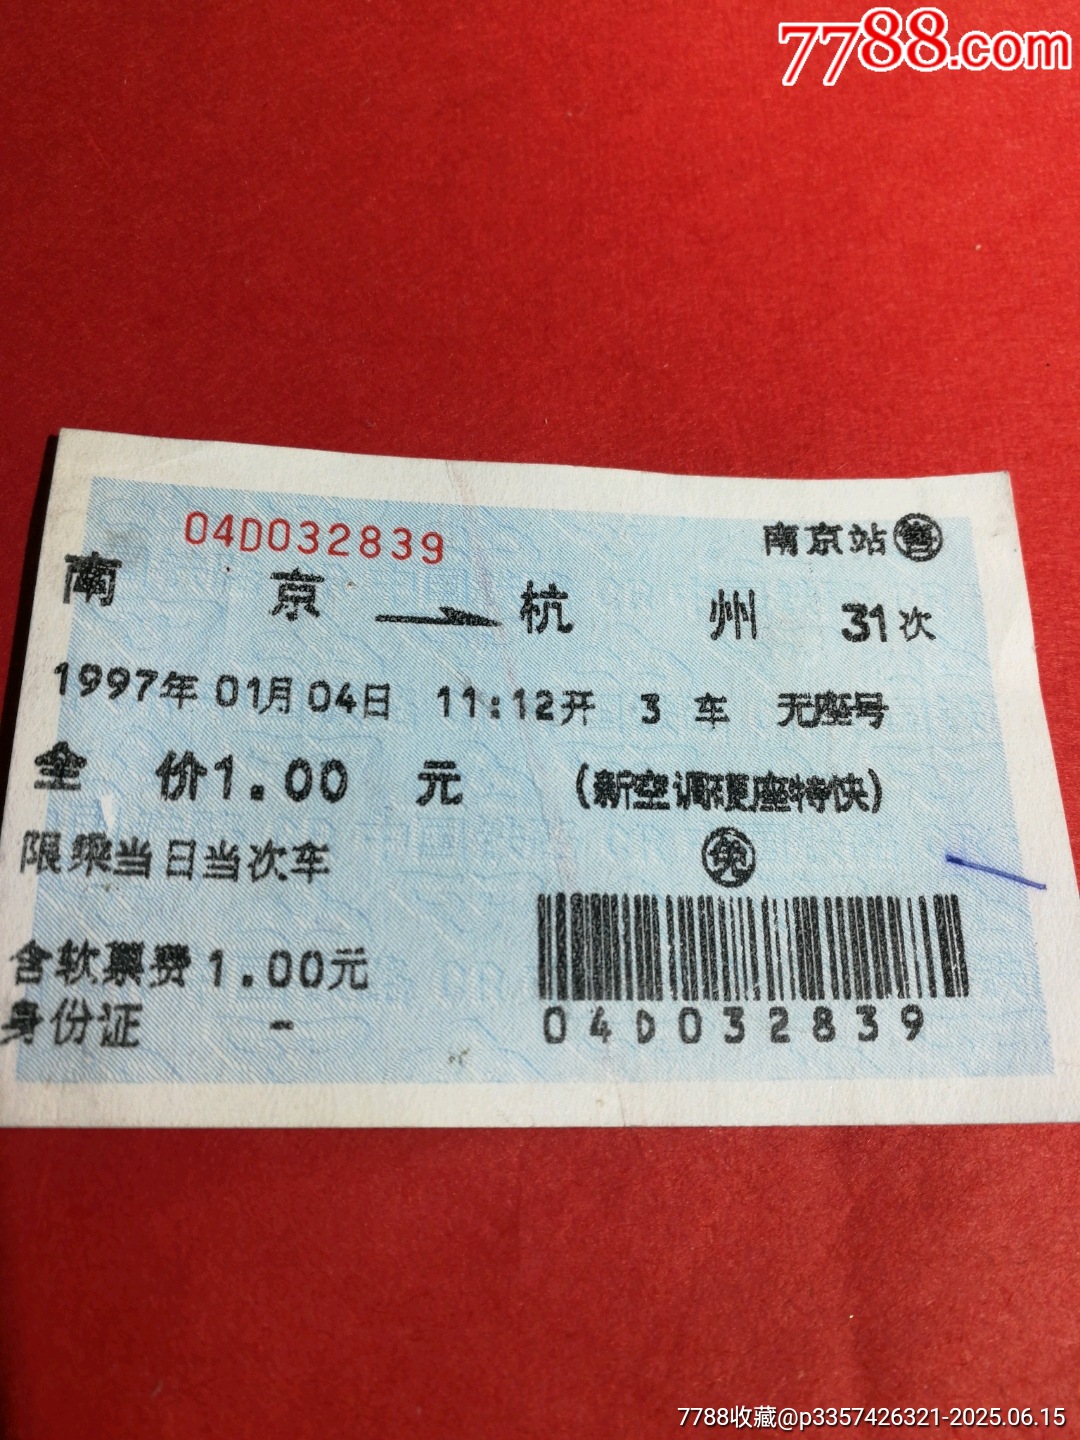 7788.com
04D032839
南京站售
南京→杭州 31次
1997年01月04日 11:12开 3车 无座号
全价1.00元 (新空调硬座特快)
限乘当日当次车
免
含软票费1.00元
身份证 -
04D032839
7788收藏@p3357426321-2025.06.15